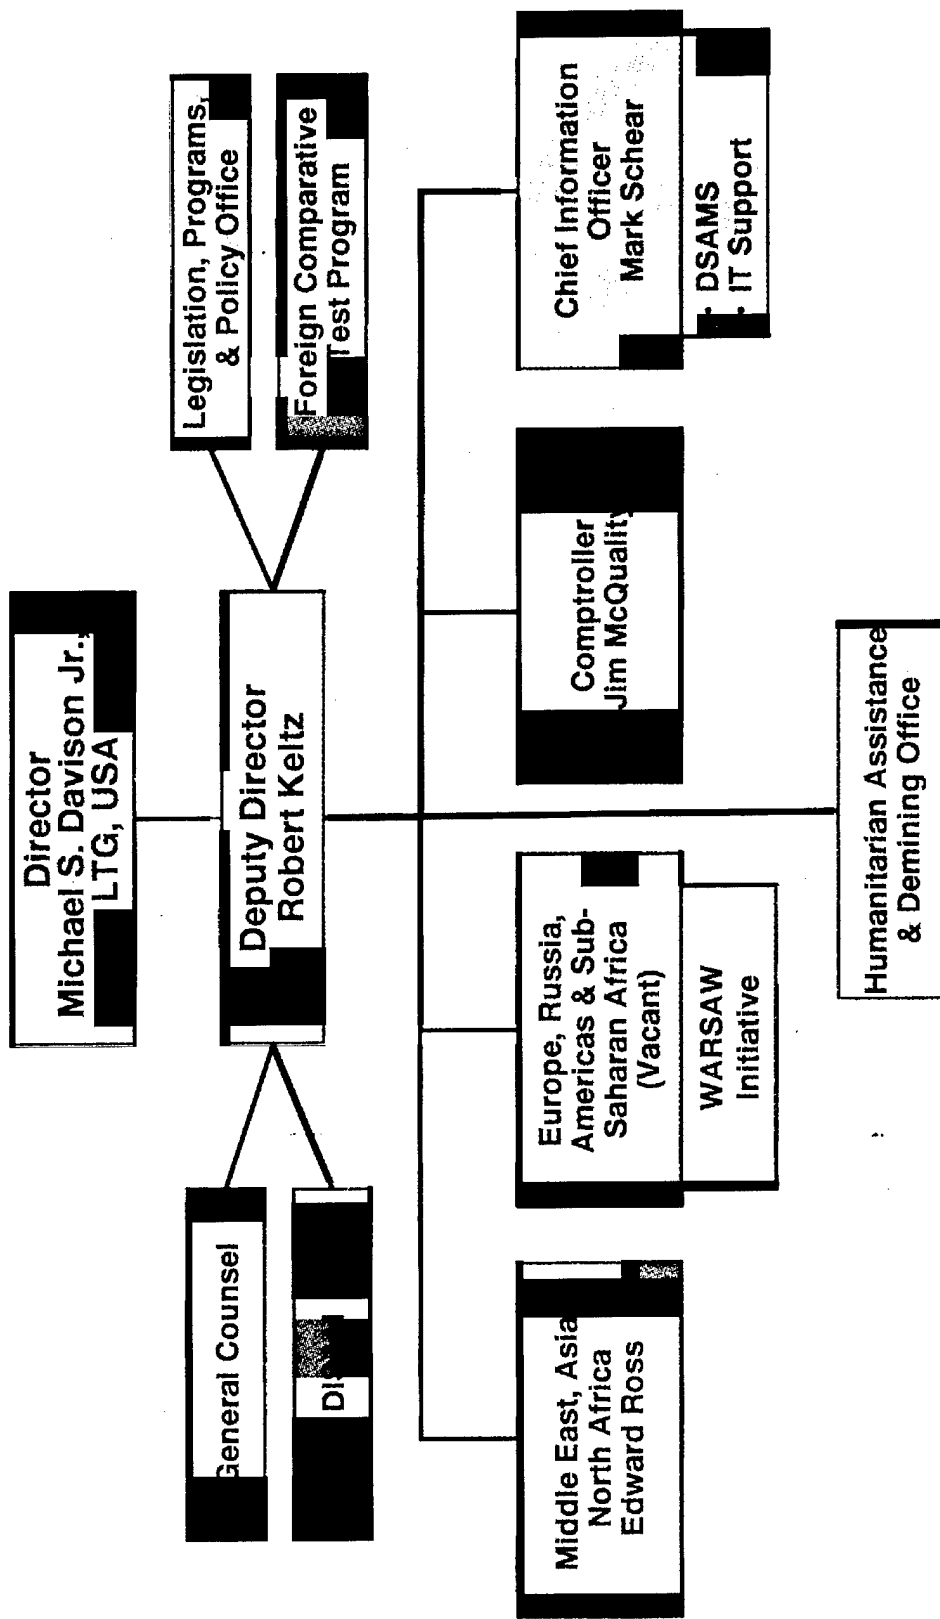 Director
Michael S. Davison Jr.,
LTG, USA
Deputy Director
Robert Keltz
General Counsel
Legislation, Programs,
& Policy Office
Foreign Comparative
Test Program
Middle East, Asia
North Africa
Edward Ross
Europe, Russia,
Americas & Sub-
Saharan Africa
(Vacant)
WARSAW
Initiative
Comptroller
Jim McQuality
Chief Information
Officer
Mark Schear
· DSAMS
· IT Support
Humanitarian Assistance
& Demining Office